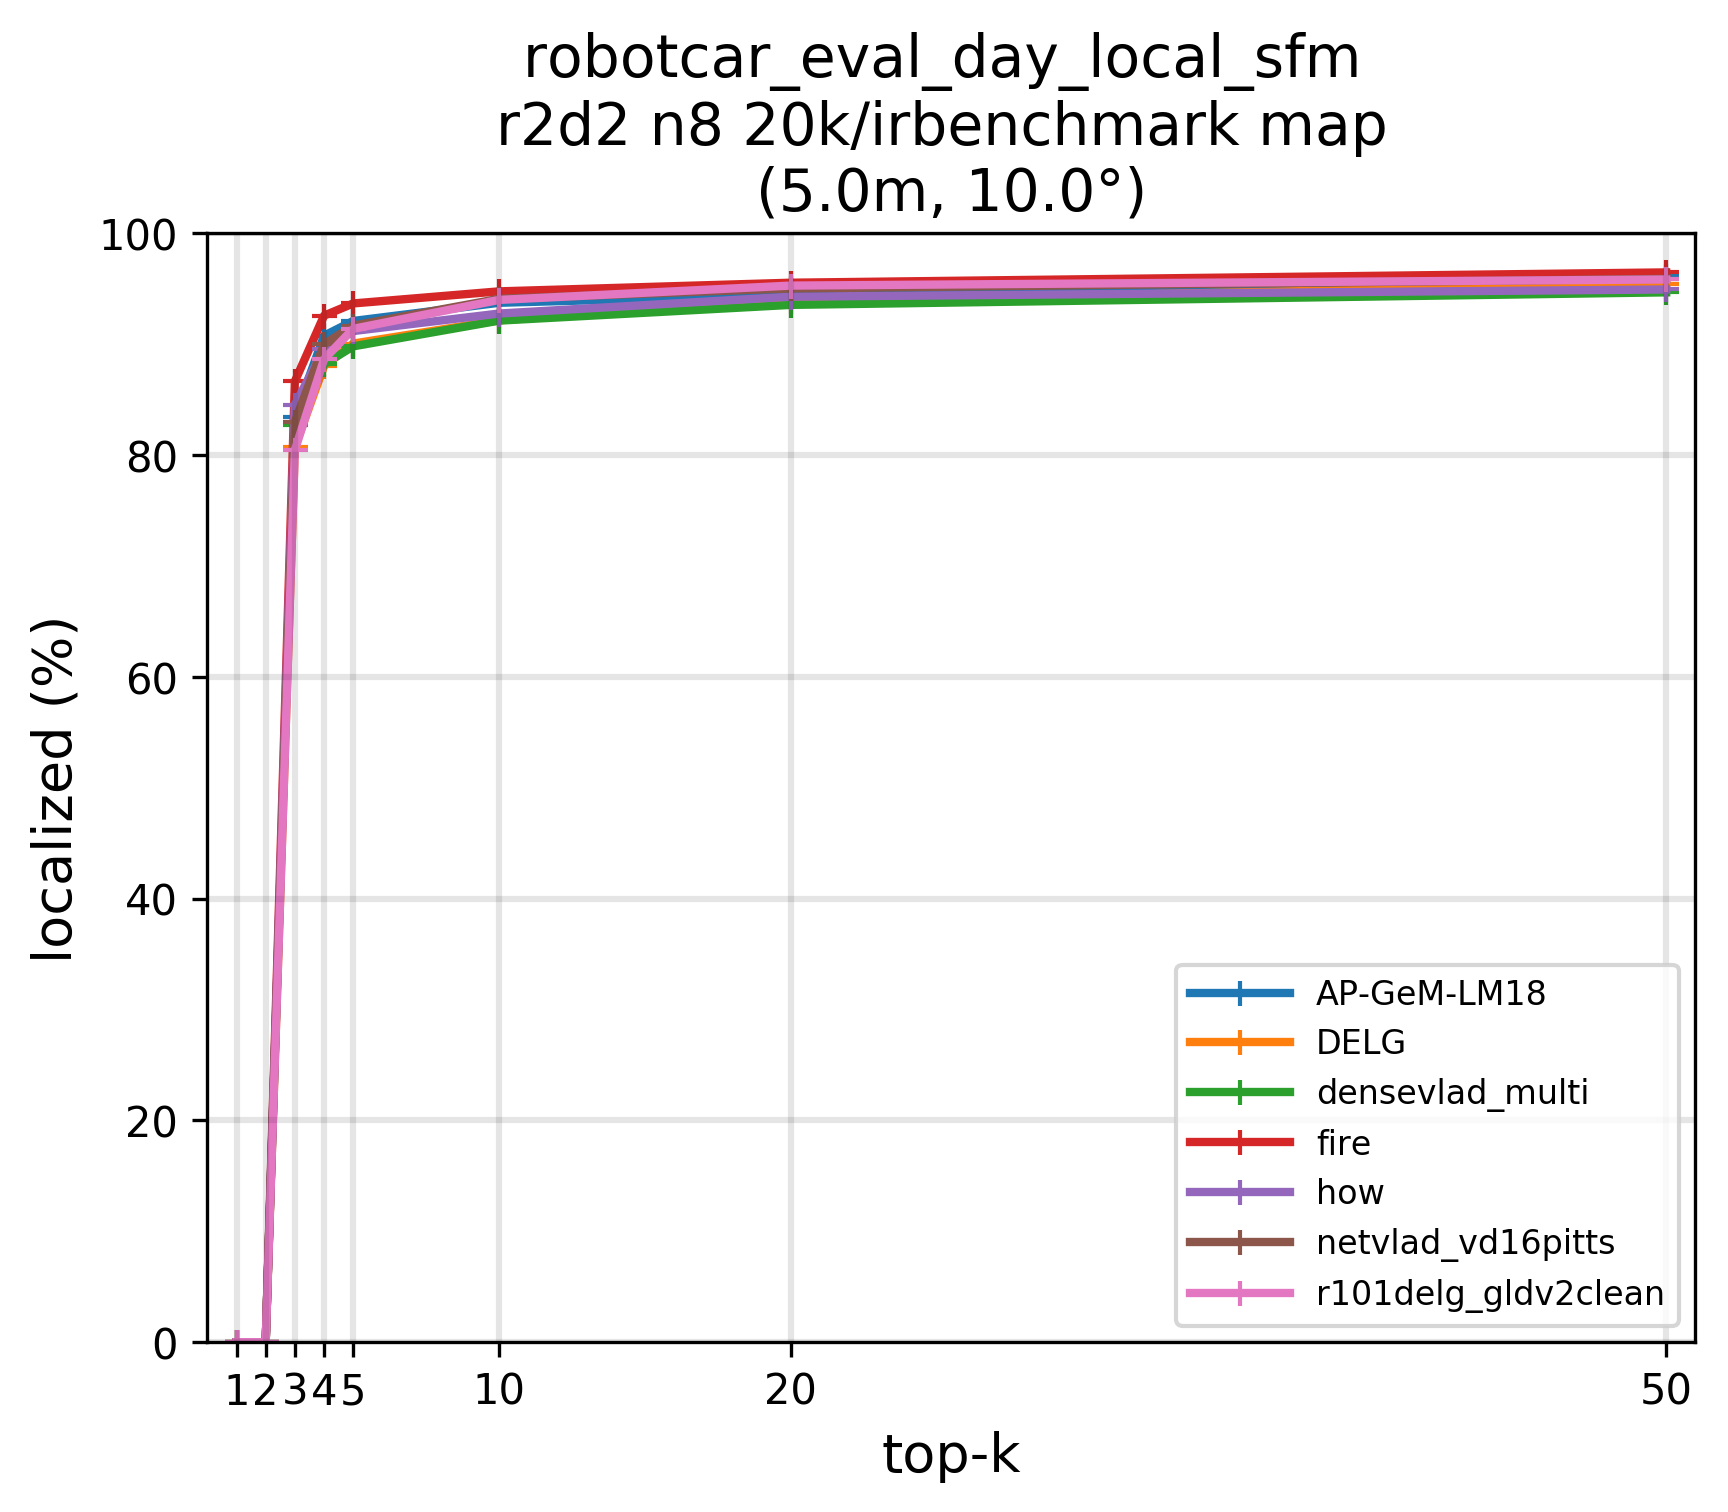 robotcar_eval_day_local_sfm
r2d2 n8 20k/irbenchmark map
(5.0m, 10.0°)
localized (%)
100
80
60
40
20
0
1 2 3 4 5 10 20 50
top-k
AP-GeM-LM18
DELG
densevlad_multi
fire
how
netvlad_vd16pitts
r101delg_gldv2clean